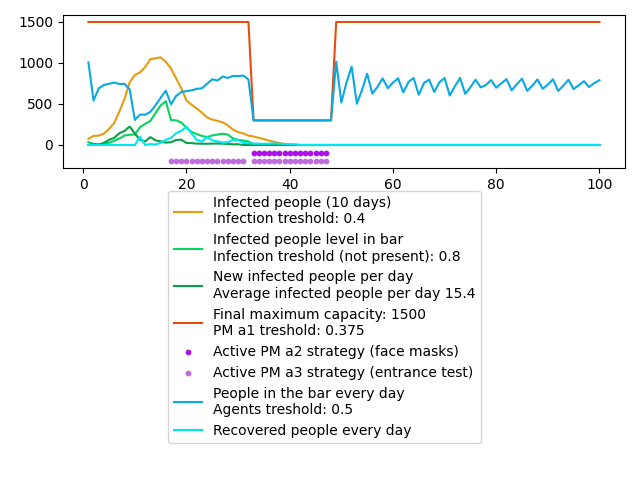 1500
1000
500
0
0 20 40 60 80 100
Infected people (10 days)
Infection treshold: 0.4
Infected people level in bar
Infection treshold (not present): 0.8
New infected people per day
Average infected people per day 15.4
Final maximum capacity: 1500
PM a1 treshold: 0.375
Active PM a2 strategy (face masks)
Active PM a3 strategy (entrance test)
People in the bar every day
Agents treshold: 0.5
Recovered people every day